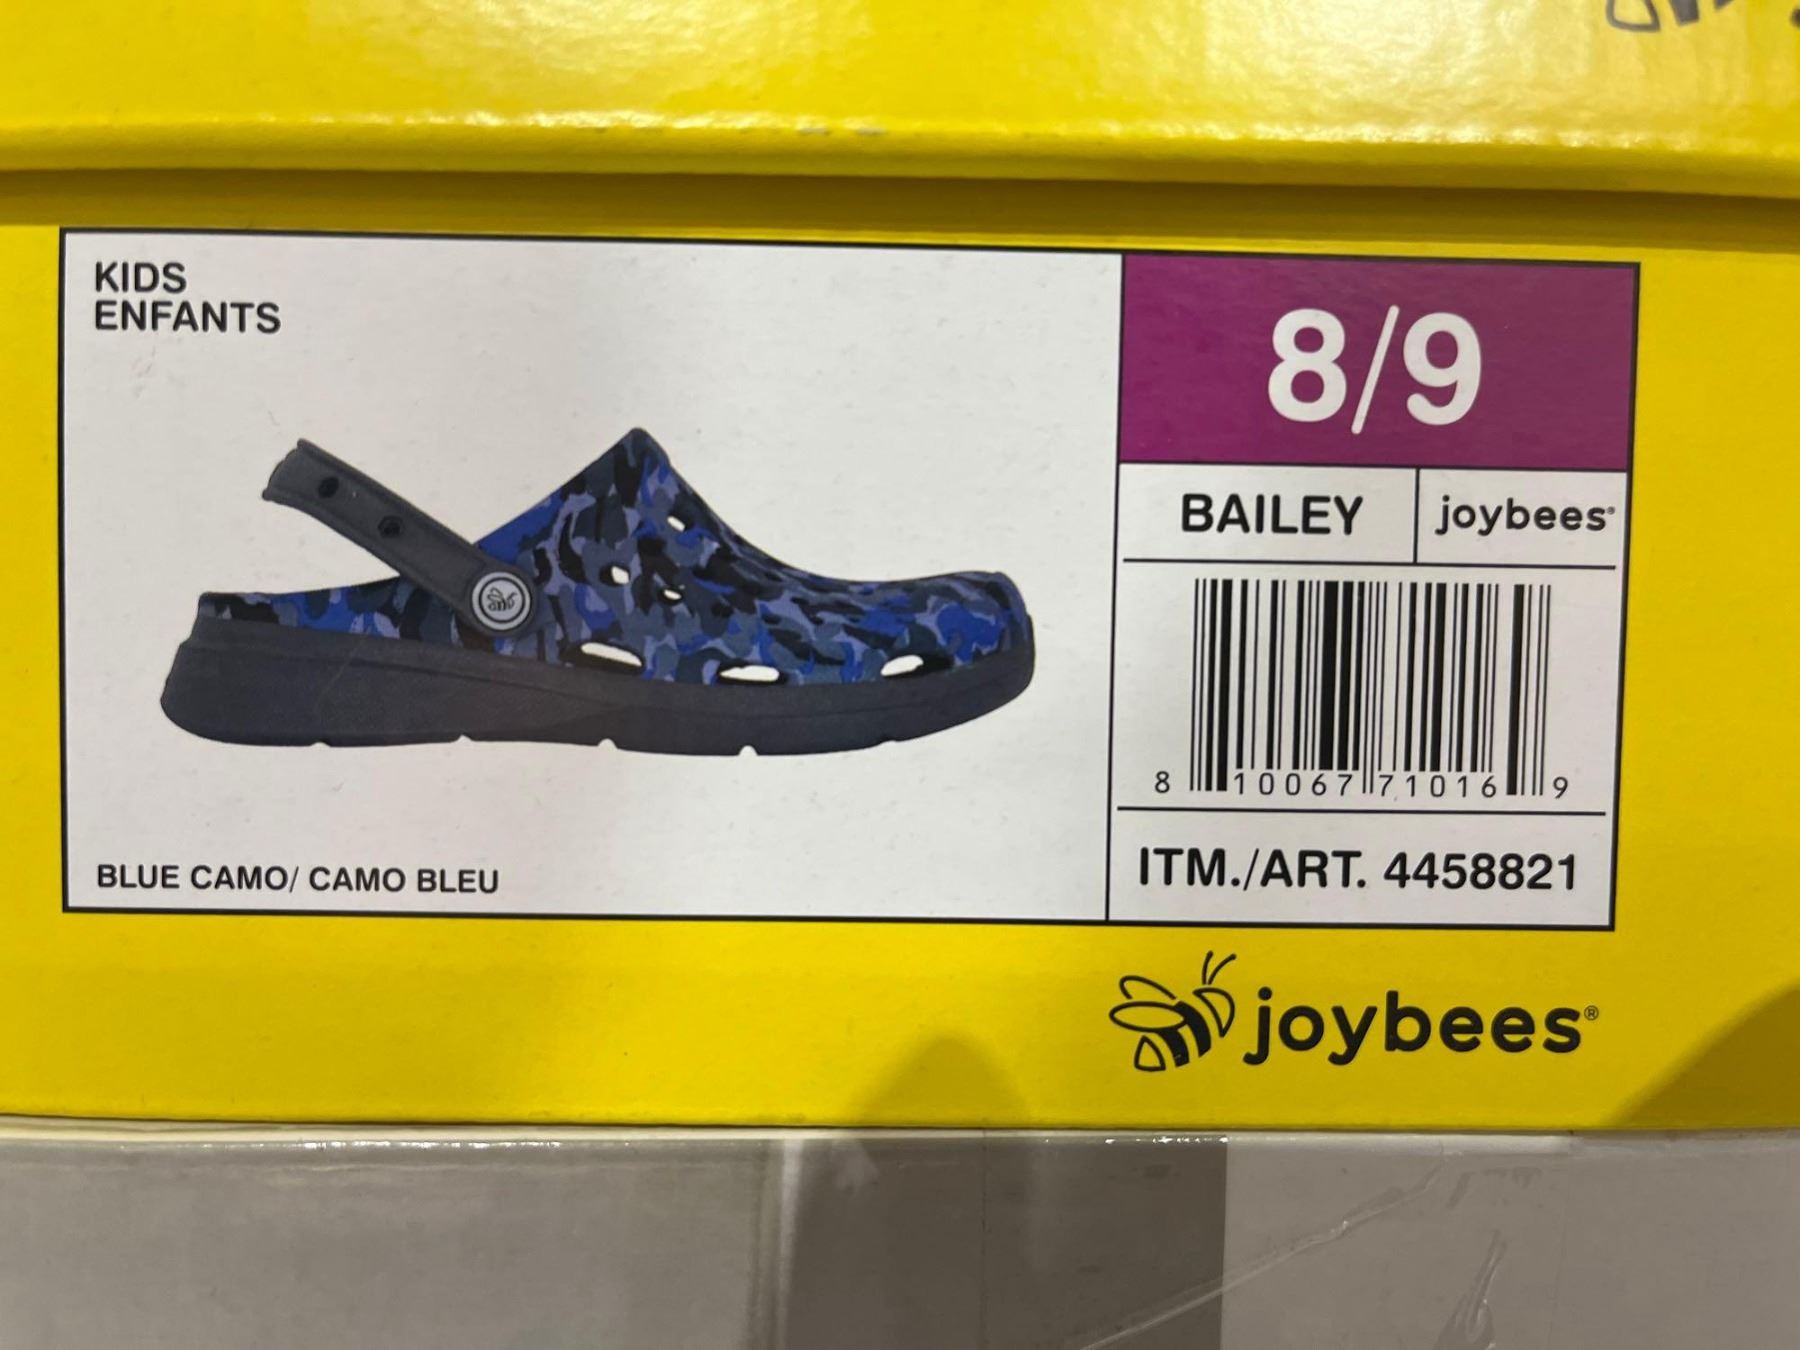 KIDS
ENFANTS
8/9
BAILEY
joybees®
8 10067 71016 9
BLUE CAMO/ CAMO BLEU
ITM./ART. 4458821
joybees®